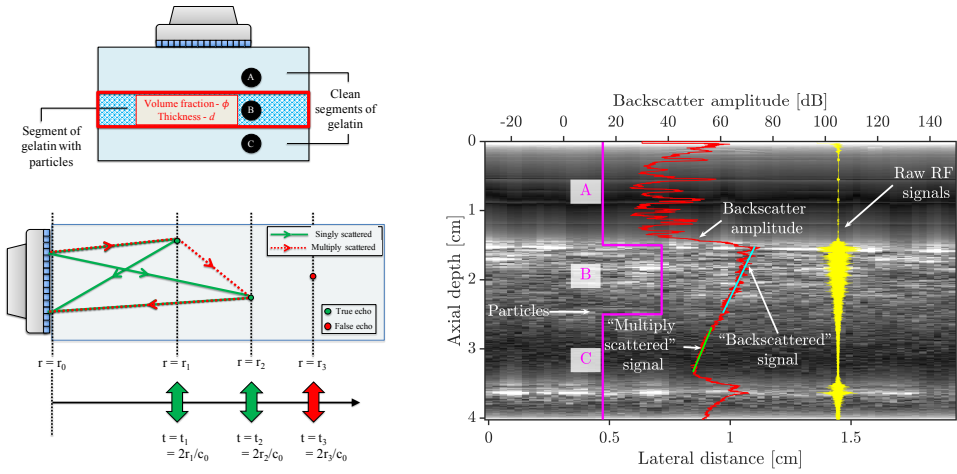 A
Clean
segments of
gelatin
Volume fraction - ϕ
Thickness - d
B
Segment of
gelatin with
particles
C
Singly scattered
Multiply scattered
True echo
False echo
r = r₀
r = r₁
r = r₂
r = r₃
t = t₁
= 2r₁/c₀
t = t₂
= 2r₂/c₀
t = t₃
= 2r₃/c₀
Backscatter amplitude [dB]
-20 0 20 40 60 80 100 120 140
0
1
2
3
4
Axial depth [cm]
A
Raw RF
signals
Backscatter
amplitude
B
Particles
"Multiply
scattered"
signal
"Backscattered"
signal
C
0 0.5 1 1.5
Lateral distance [cm]